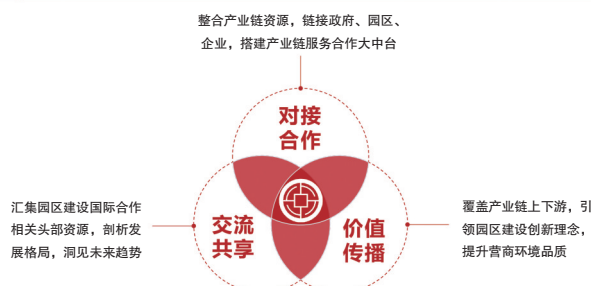 整合产业链资源，链接政府、园区、
企业，搭建产业链服务合作大中台
对接
合作
汇集园区建设国际合作
相关头部资源，剖析发
展格局，洞见未来趋势
交流
共享
价值
传播
覆盖产业链上下游，引
领园区建设创新理念，
提升营商环境品质